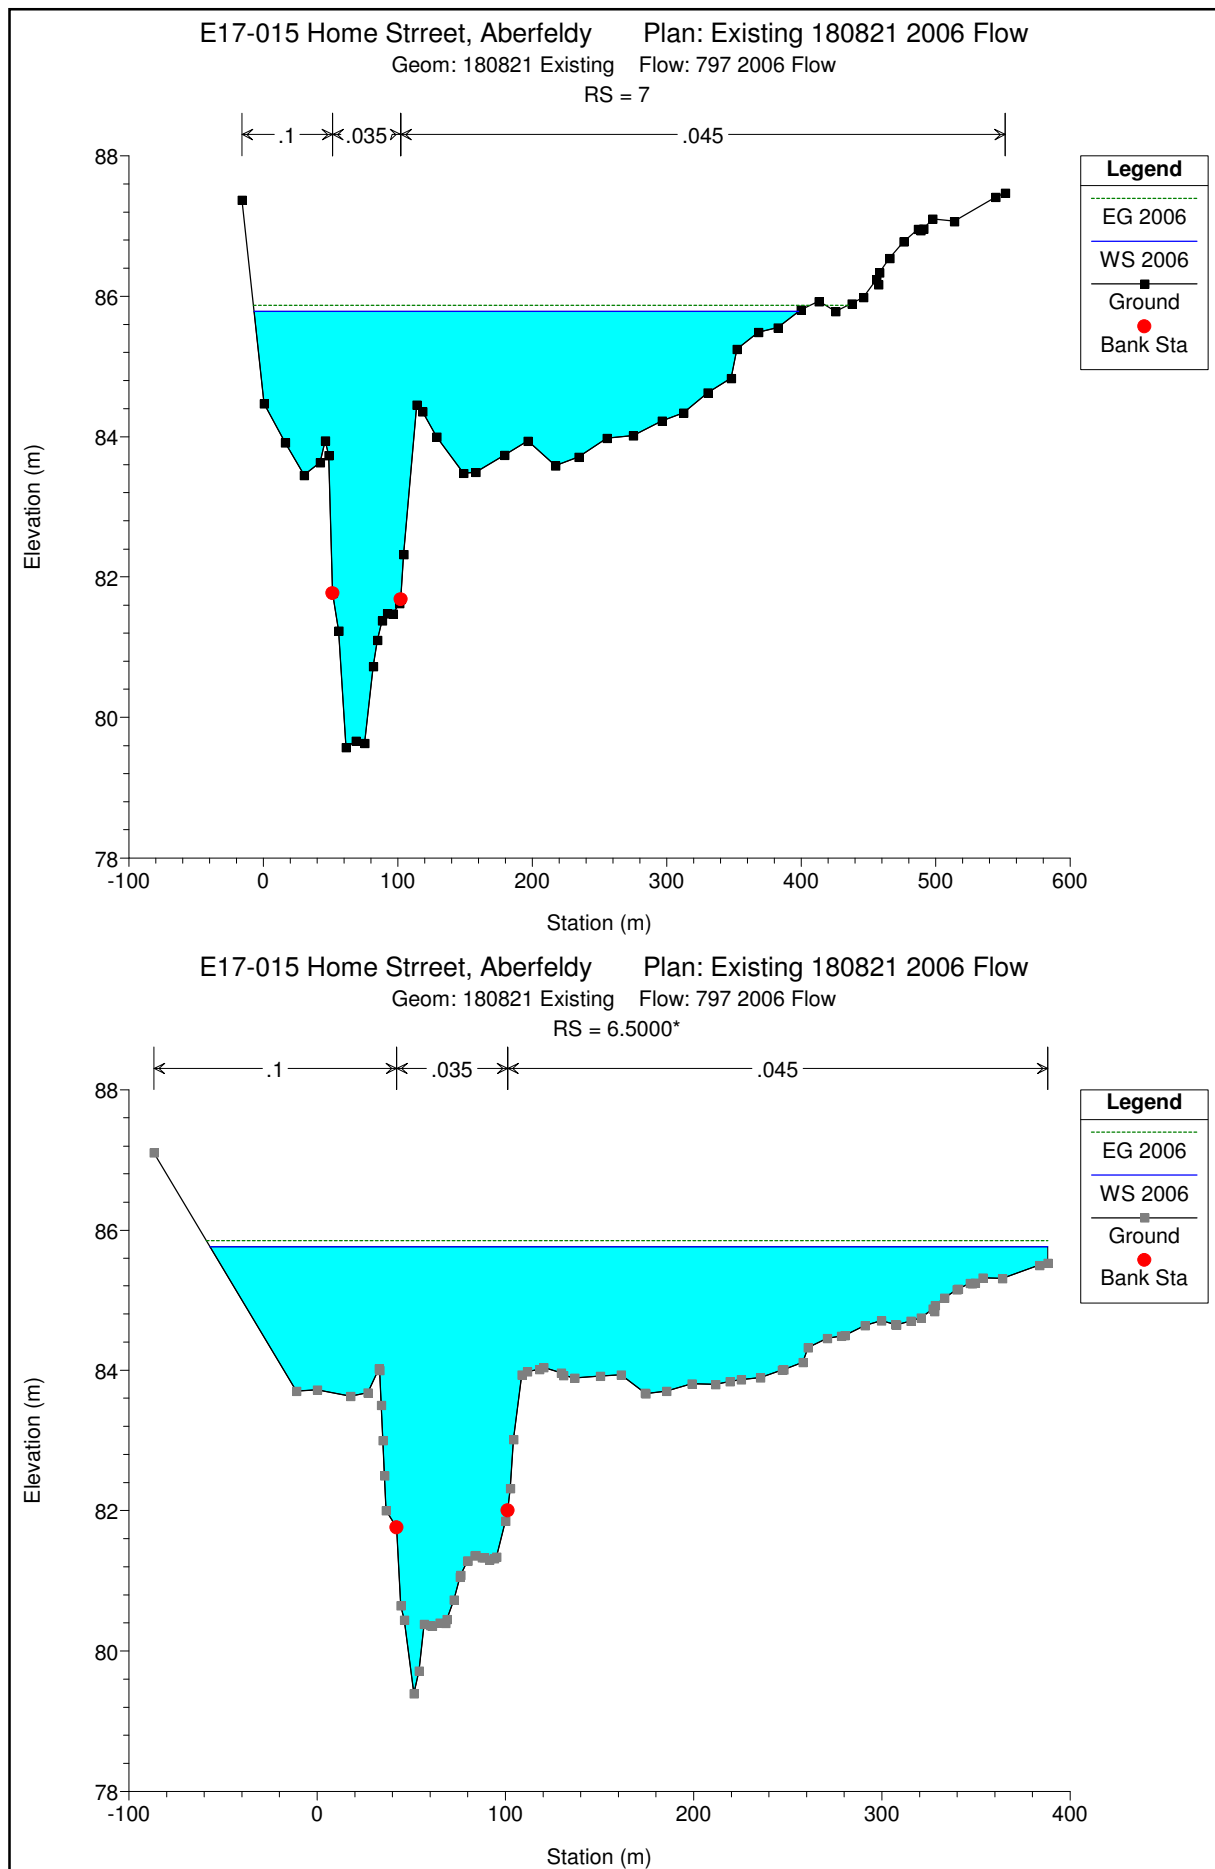 E17-015 Home Strreet, Aberfeldy Plan: Existing 180821 2006 Flow
Geom: 180821 Existing Flow: 797 2006 Flow
RS = 7
.1 .035 .045
88
86
84
82
80
78
Elevation (m)
-100 0 100 200 300 400 500 600
Station (m)
Legend
EG 2006
WS 2006
Ground
Bank Sta
E17-015 Home Strreet, Aberfeldy Plan: Existing 180821 2006 Flow
Geom: 180821 Existing Flow: 797 2006 Flow
RS = 6.5000*
.1 .035 .045
88
86
84
82
80
78
Elevation (m)
-100 0 100 200 300 400
Station (m)
Legend
EG 2006
WS 2006
Ground
Bank Sta